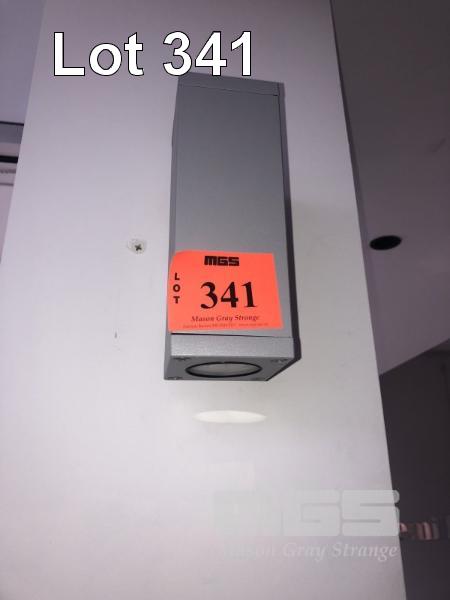 Lot 341
MGS
LOT
341
Mason Gray Strange
MGS
Mason Gray Strange